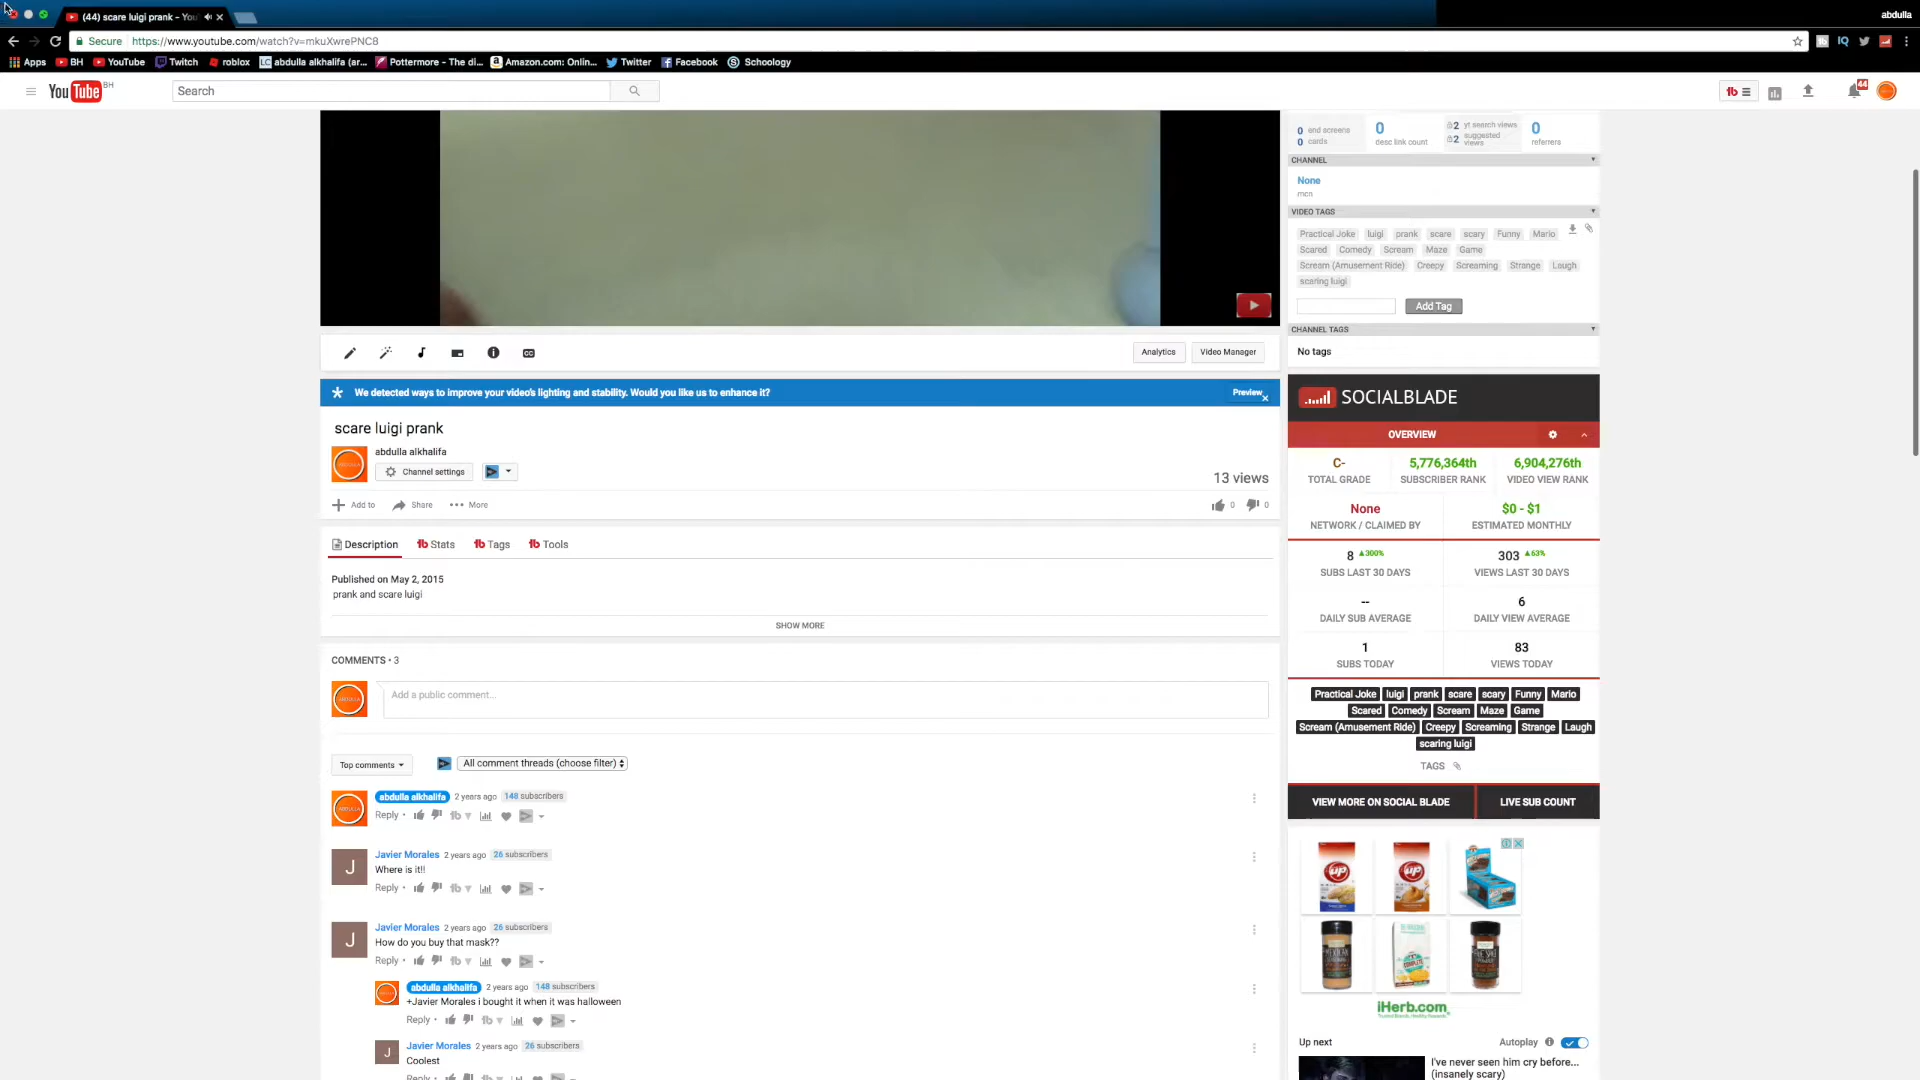 (44) scare luigi prank - You
abdulla
Secure https://www.youtube.com/watch?v=mkuXwrePNC8
Apps BH YouTube Twitch roblox abdulla alkhalifa (ar... Pottermore - The di... Amazon.com: Onlin... Twitter Facebook Schoology
YouTube BH
Search
44
0 end screens
0 cards
0
desc link count
2 yt search views
2 suggested views
0
referrers
CHANNEL
None
mcn
VIDEO TAGS
Practical Joke luigi prank scare scary Funny Mario
Scared Comedy Scream Maze Game
Scream (Amusement Ride) Creepy Screaming Strange Laugh
scaring luigi
Add Tag
CHANNEL TAGS
No tags
Analytics Video Manager
We detected ways to improve your video's lighting and stability. Would you like us to enhance it?
Preview
scare luigi prank
abdulla alkhalifa
Channel settings
13 views
Add to Share More
0 0
Description Stats Tags Tools
Published on May 2, 2015
prank and scare luigi
SHOW MORE
COMMENTS • 3
Add a public comment...
Top comments All comment threads (choose filter)
abdulla alkhalifa 2 years ago 148 subscribers
Reply •
J
Javier Morales 2 years ago 26 subscribers
Where is it!!
Reply •
J
Javier Morales 2 years ago 26 subscribers
How do you buy that mask??
Reply •
abdulla alkhalifa 2 years ago 148 subscribers
+Javier Morales i bought it when it was halloween
Reply •
J
Javier Morales 2 years ago 26 subscribers
Coolest
Reply •
SOCIALBLADE
OVERVIEW
C- 5,776,364th 6,904,276th
TOTAL GRADE SUBSCRIBER RANK VIDEO VIEW RANK
None $0 - $1
NETWORK / CLAIMED BY ESTIMATED MONTHLY
8 ▲300% 303 ▲63%
SUBS LAST 30 DAYS VIEWS LAST 30 DAYS
-- 6
DAILY SUB AVERAGE DAILY VIEW AVERAGE
1 83
SUBS TODAY VIEWS TODAY
Practical Joke luigi prank scare scary Funny Mario
Scared Comedy Scream Maze Game
Scream (Amusement Ride) Creepy Screaming Strange Laugh
scaring luigi
TAGS
VIEW MORE ON SOCIAL BLADE LIVE SUB COUNT
up
up
iHerb.com
Up next
Autoplay
I've never seen him cry before...
(insanely scary)